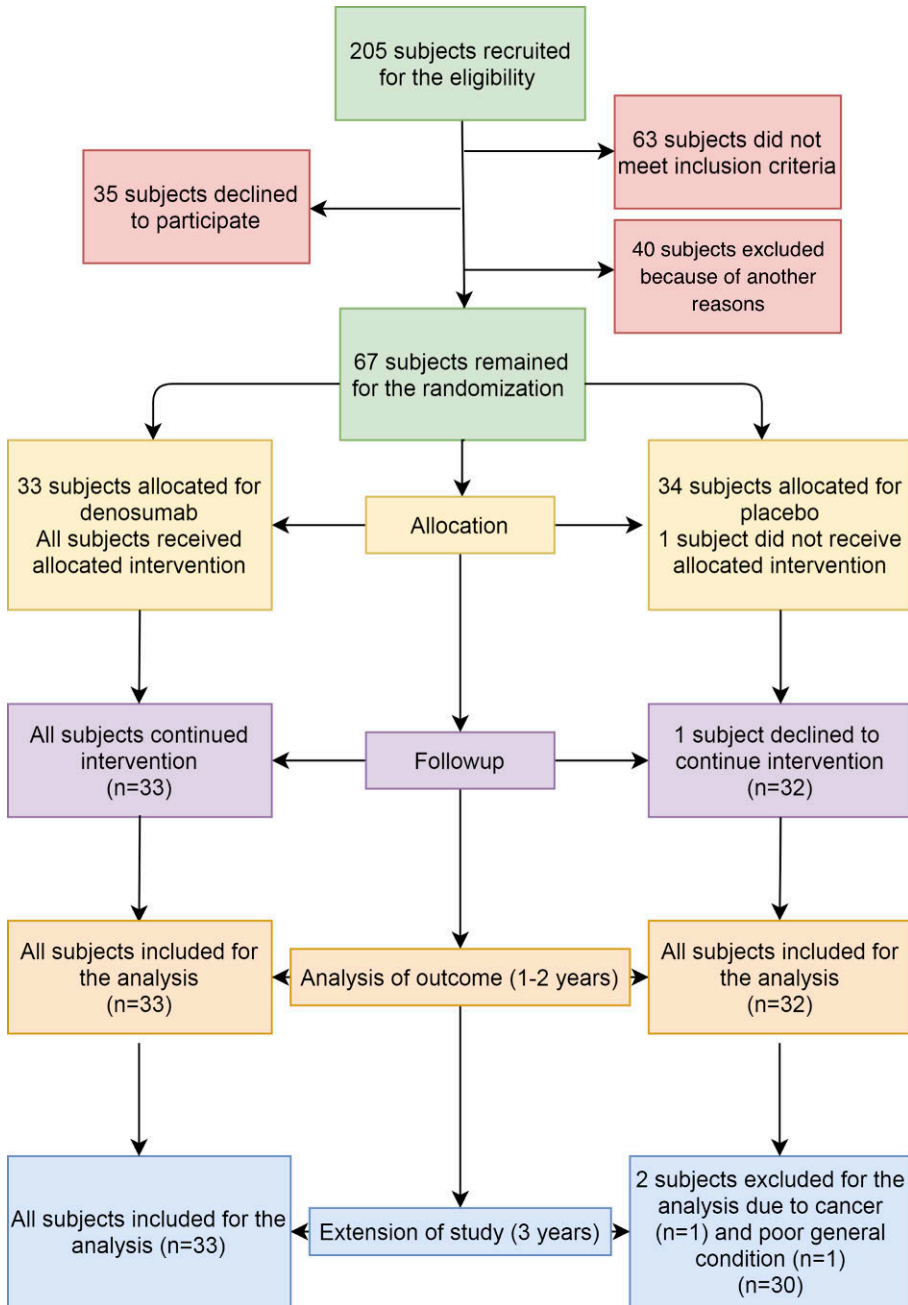 205 subjects recruited
for the eligibility
63 subjects did not
meet inclusion criteria
35 subjects declined
to participate
40 subjects excluded
because of another
reasons
67 subjects remained
for the randomization
33 subjects allocated for
denosumab
All subjects received
allocated intervention
Allocation
34 subjects allocated for
placebo
1 subject did not receive
allocated intervention
All subjects continued
intervention
(n=33)
Followup
1 subject declined to
continue intervention
(n=32)
All subjects included for
the analysis
(n=33)
Analysis of outcome (1-2 years)
All subjects included for
the analysis
(n=32)
All subjects included for the
analysis (n=33)
Extension of study (3 years)
2 subjects excluded for the
analysis due to cancer
(n=1) and poor general
condition (n=1)
(n=30)